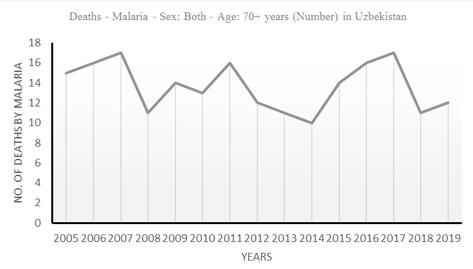 Deaths - Malaria - Sex: Both - Age: 70+ years (Number) in Uzbekistan
NO. OF DEATHS BY MALARIA
18
16
14
12
10
8
6
4
2
0
2005 2006 2007 2008 2009 2010 2011 2012 2013 2014 2015 2016 2017 2018 2019
YEARS